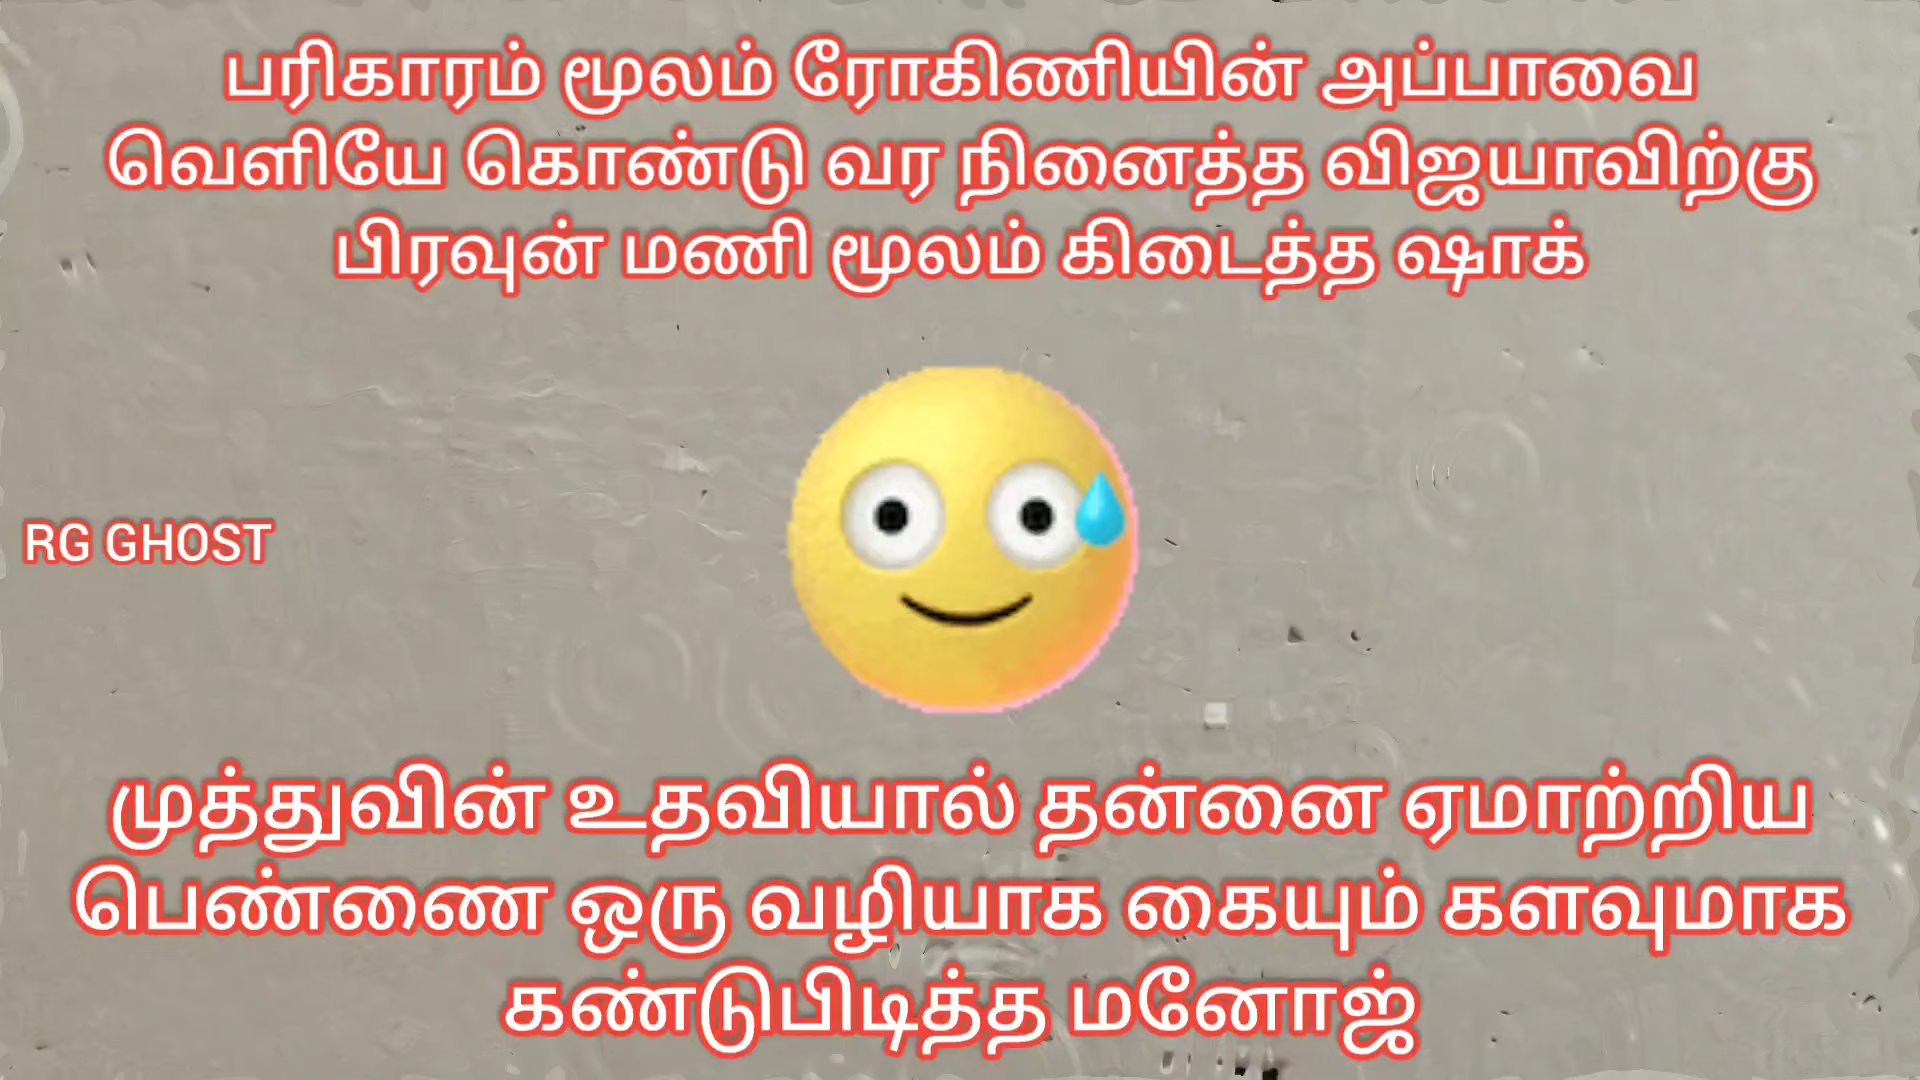 பரிகாரம் மூலம் ரோகிணியின் அப்பாவை
வெளியே கொண்டு வர நினைத்த விஜயாவிற்கு
பிரவுன் மணி மூலம் கிடைத்த ஷாக்
RG GHOST
முத்துவின் உதவியால் தன்னை ஏமாற்றிய
பெண்ணை ஒரு வழியாக கையும் களவுமாக
கண்டுபிடித்த மனோஜ்